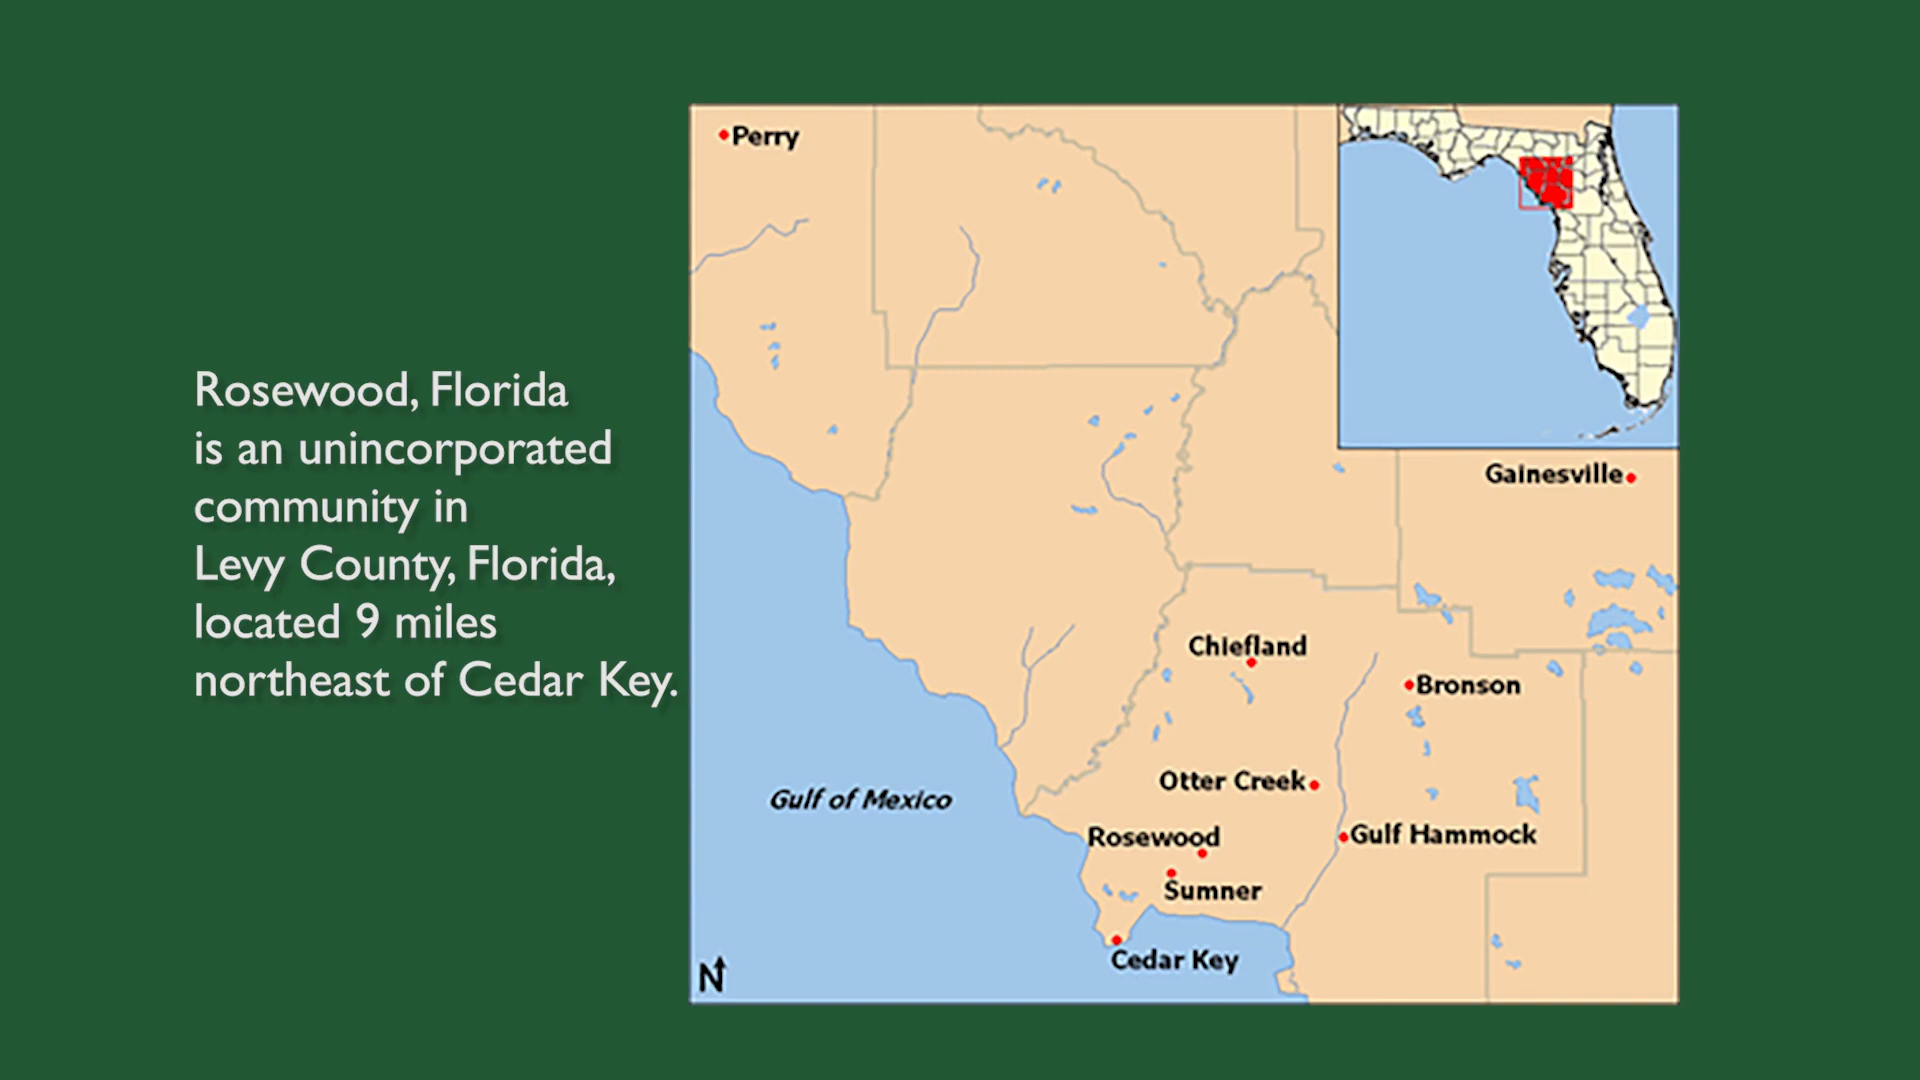 Rosewood, Florida
is an unincorporated
community in
Levy County, Florida,
located 9 miles
northeast of Cedar Key.
Perry
Gainesville
Chiefland
Bronson
Otter Creek
Gulf of Mexico
Rosewood
Gulf Hammock
Sumner
Cedar Key
N